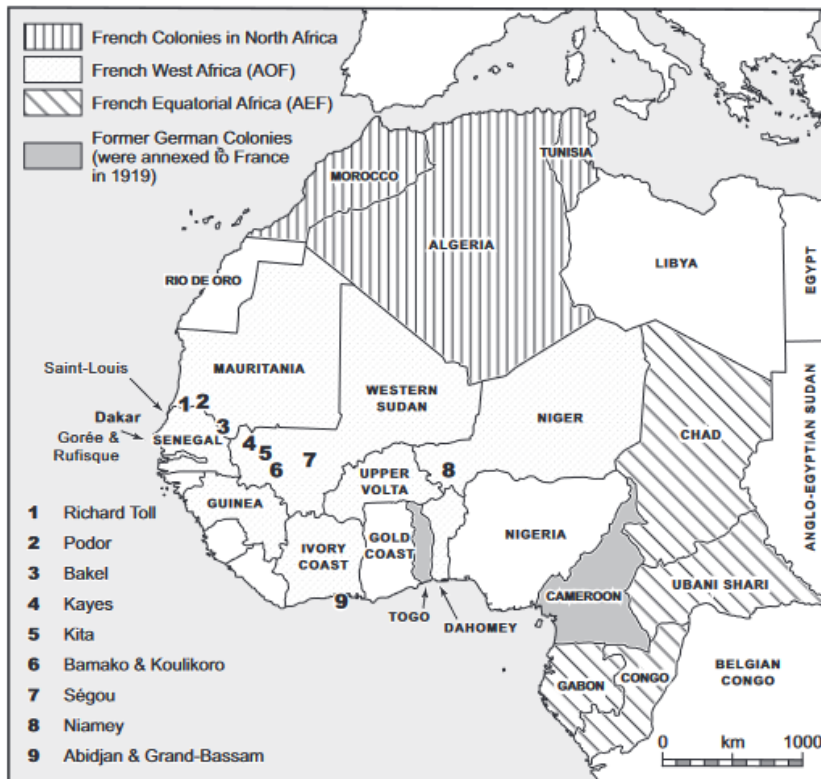 French Colonies in North Africa
French West Africa (AOF)
French Equatorial Africa (AEF)
Former German Colonies
(were annexed to France
in 1919)
TUNISIA
MOROCCO
ALGERIA
LIBYA
EGYPT
RIO DE ORO
MAURITANIA
Saint-Louis
WESTERN
SUDAN
NIGER
CHAD
ANGLO-EGYPTIAN SUDAN
1 2
Dakar
Gorée &
Rufisque
SENEGAL
3
4
5
6
7
8
UPPER
VOLTA
GUINEA
IVORY
COAST
GOLD
COAST
NIGERIA
9
TOGO
DAHOMEY
CAMEROON
UBANI SHARI
GABON
CONGO
BELGIAN
CONGO
1 Richard Toll
2 Podor
3 Bakel
4 Kayes
5 Kita
6 Bamako & Koulikoro
7 Ségou
8 Niamey
9 Abidjan & Grand-Bassam
0 km 1000